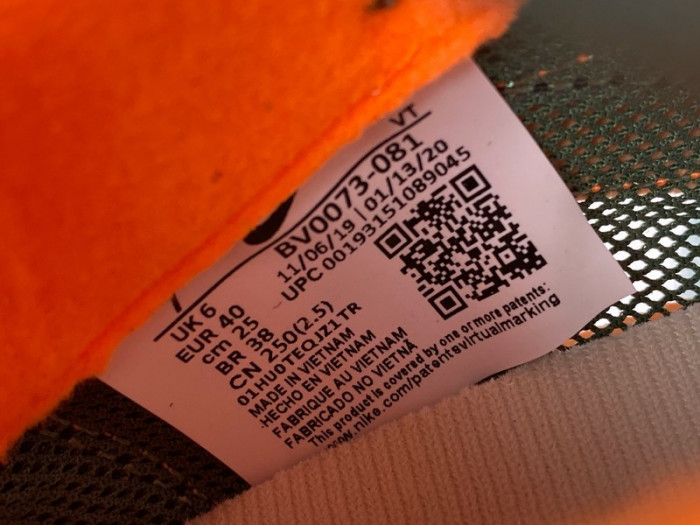 VT
BV0073-081
11/06/19 | 01/13/20
UPC 00193151089045
UK 6
EUR 40
cm 25
BR 38
CN 250(2.5)
01HU0TEQJZ1TR
MADE IN VIETNAM
HECHO EN VIETNAM
FABRIQUE AU VIETNAM
FABRICADO NO VIETNÃ
This product is covered by one or more patents:
www.nike.com/patentsvirtualmarking